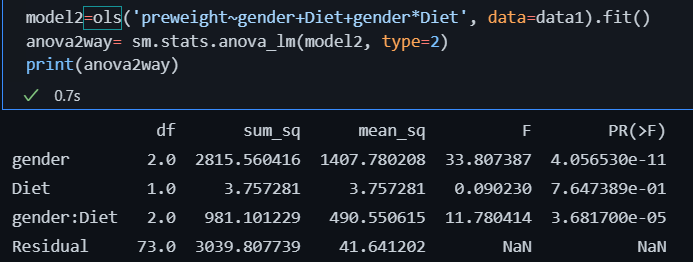 model2=ols('preweight~gender+Diet+gender*Diet', data=data1).fit()
anova2way= sm.stats.anova_lm(model2, type=2)
print(anova2way)
✓ 0.7s
df sum_sq mean_sq F PR(>F)
gender 2.0 2815.560416 1407.780208 33.807387 4.056530e-11
Diet 1.0 3.757281 3.757281 0.090230 7.647389e-01
gender:Diet 2.0 981.101229 490.550615 11.780414 3.681700e-05
Residual 73.0 3039.807739 41.641202 NaN NaN